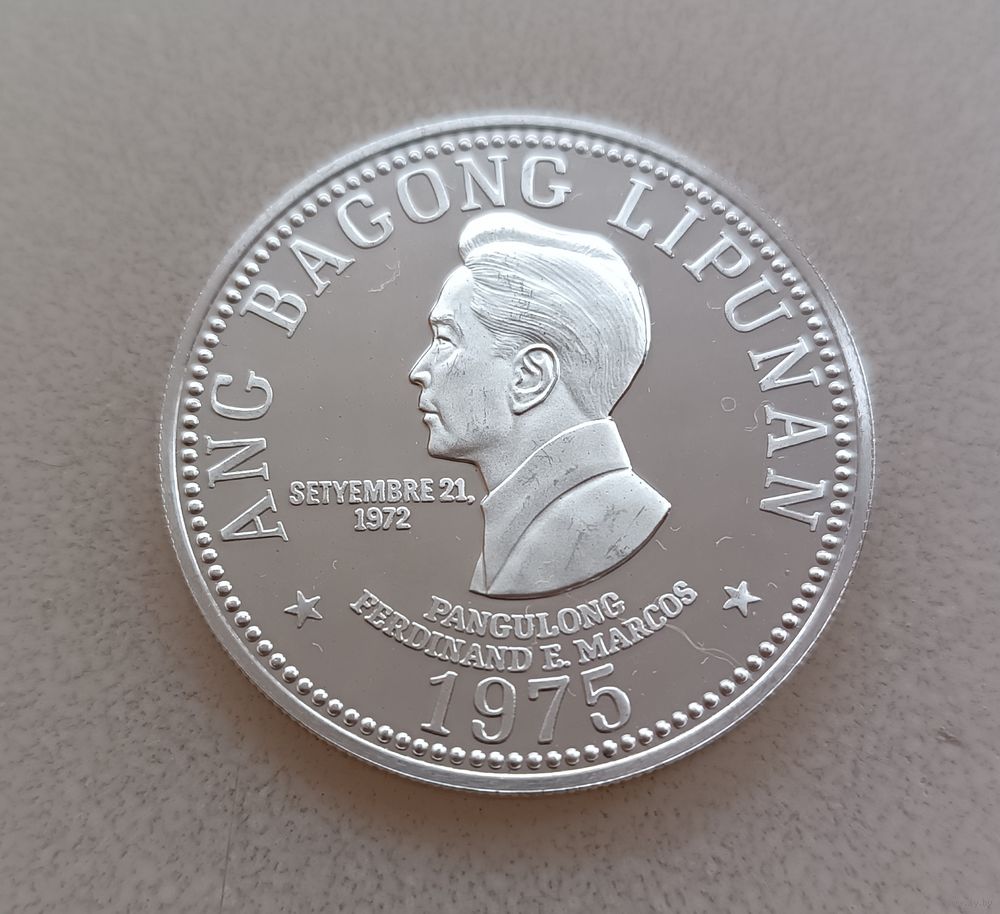 ANG BAGONG LIPUNAN
SETYEMBRE 21,
1972
PANGULONG
FERDINAND E. MARCOS
1975